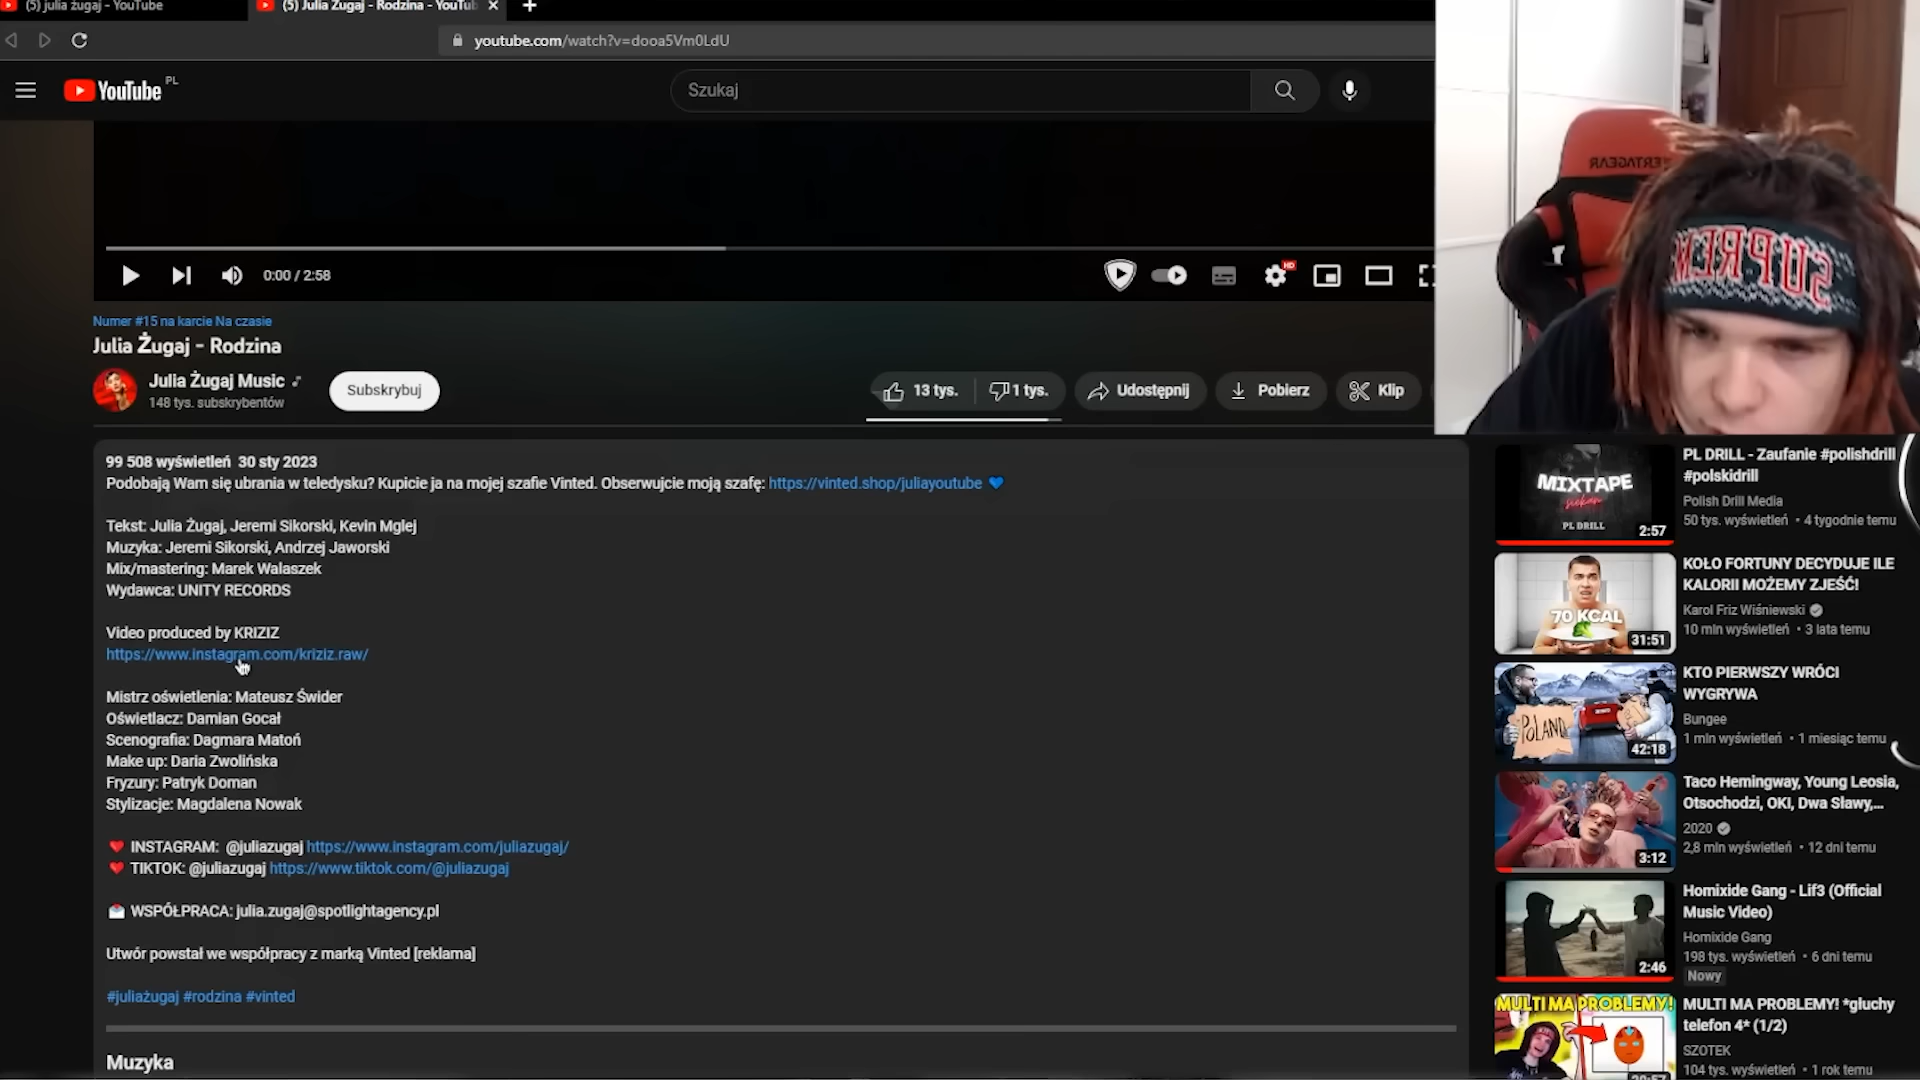 (5) julia żugaj - YouTube
(5) Julia Żugaj - Rodzina - YouTub
youtube.com/watch?v=dooa5Vm0LdU
YouTube PL
Szukaj
0:00 / 2:58
HD
Numer #15 na karcie Na czasie
Julia Żugaj - Rodzina
Julia Żugaj Music
148 tys. subskrybentów
Subskrybuj
13 tys.
1 tys.
Udostępnij
Pobierz
Klip
99 508 wyświetleń 30 sty 2023
Podobają Wam się ubrania w teledysku? Kupicie ja na mojej szafie Vinted. Obserwujcie moją szafę: https://vinted.shop/juliayoutube
Tekst: Julia Żugaj, Jeremi Sikorski, Kevin Mglej
Muzyka: Jeremi Sikorski, Andrzej Jaworski
Mix/mastering: Marek Walaszek
Wydawca: UNITY RECORDS
Video produced by KRIZIZ
https://www.instagram.com/kriziz.raw/
Mistrz oświetlenia: Mateusz Świder
Oświetlacz: Damian Gocał
Scenografia: Dagmara Matoń
Make up: Daria Zwolińska
Fryzury: Patryk Doman
Stylizacje: Magdalena Nowak
INSTAGRAM: @juliazugaj https://www.instagram.com/juliazugaj/
TIKTOK: @juliazugaj https://www.tiktok.com/@juliazugaj
WSPÓŁPRACA: julia.zugaj@spotlightagency.pl
Utwór powstał we współpracy z marką Vinted [reklama]
#juliażugaj #rodzina #vinted
Muzyka
SUPREM
MIXTAPE
PL DRILL
2:57
PL DRILL - Zaufanie #polishdrill
#polskidrill
Polish Drill Media
50 tys. wyświetleń • 4 tygodnie temu
70 KCAL
31:51
KOŁO FORTUNY DECYDUJE ILE
KALORII MOŻEMY ZJEŚĆ!
Karol Friz Wiśniewski
10 mln wyświetleń • 3 lata temu
POLAND
42:18
KTO PIERWSZY WRÓCI
WYGRYWA
Bungee
1 mln wyświetleń • 1 miesiąc temu
3:12
Taco Hemingway, Young Leosia,
Otsochodzi, OKI, Dwa Sławy,...
2020
2,8 mln wyświetleń • 12 dni temu
2:46
Homixide Gang - Lif3 (Official
Music Video)
Homixide Gang
198 tys. wyświetleń • 6 dni temu
Nowy
MULTI MA PROBLEMY!
MULTI MA PROBLEMY! *głuchy
telefon 4* (1/2)
SZOTEK
104 tys. wyświetleń • 1 rok temu